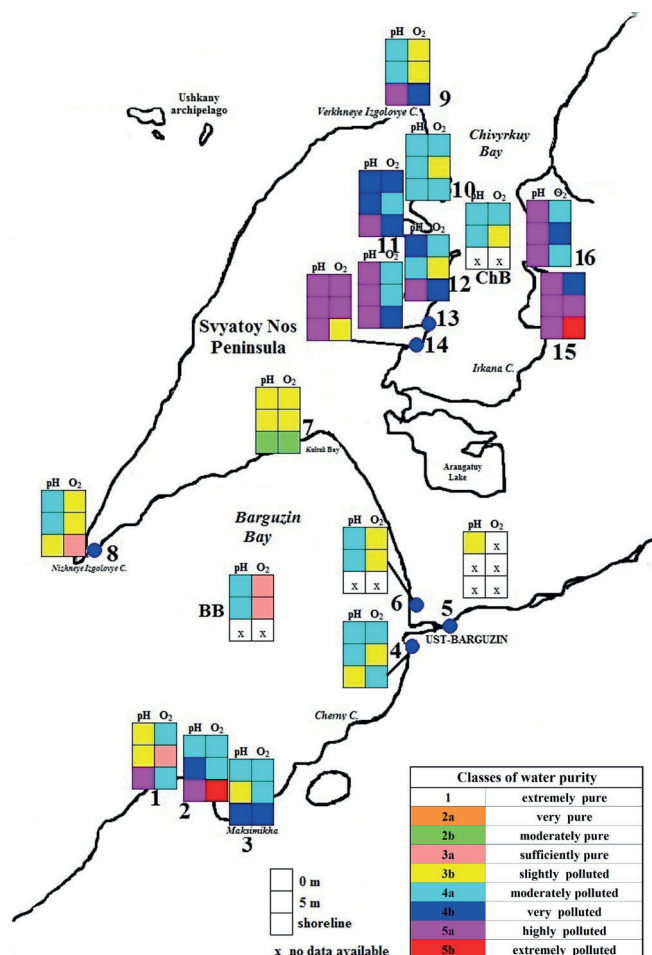 pH O₂
9
Ushkany
archipelago
Verkhneye Izgolovye C.
Chivyrkuy
Bay
pH O₂
10
pH O₂
11
pH O₂
x x
ChB
pH Θ₂
16
pH O₂
12
pH O₂
13
pH O₂
14
pH O₂
15
Svyatoy Nos
Peninsula
Irkana C.
pH O₂
7
Kultuk Bay
Arangatuy
Lake
pH O₂
8
Nizhneye Izgolovye C.
Barguzin
Bay
pH O₂
x x
6
pH O₂
x
x x
x x
5
UST-BARGUZIN
BB
pH O₂
x x
pH O₂
4
Cherny C.
pH O₂
1
pH O₂
2
pH O₂
3
Maksimikha
0 m
5 m
shoreline
x no data available
Classes of water purity
1 extremely pure
2a very pure
2b moderately pure
3a sufficiently pure
3b slightly polluted
4a moderately polluted
4b very polluted
5a highly polluted
5b extremely polluted